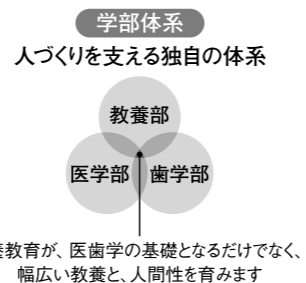 学部体系
人づくりを支える独自の体系
教養部
医学部
歯学部
養教育が、医歯学の基礎となるだけでなく、
幅広い教養と、人間性を育みます